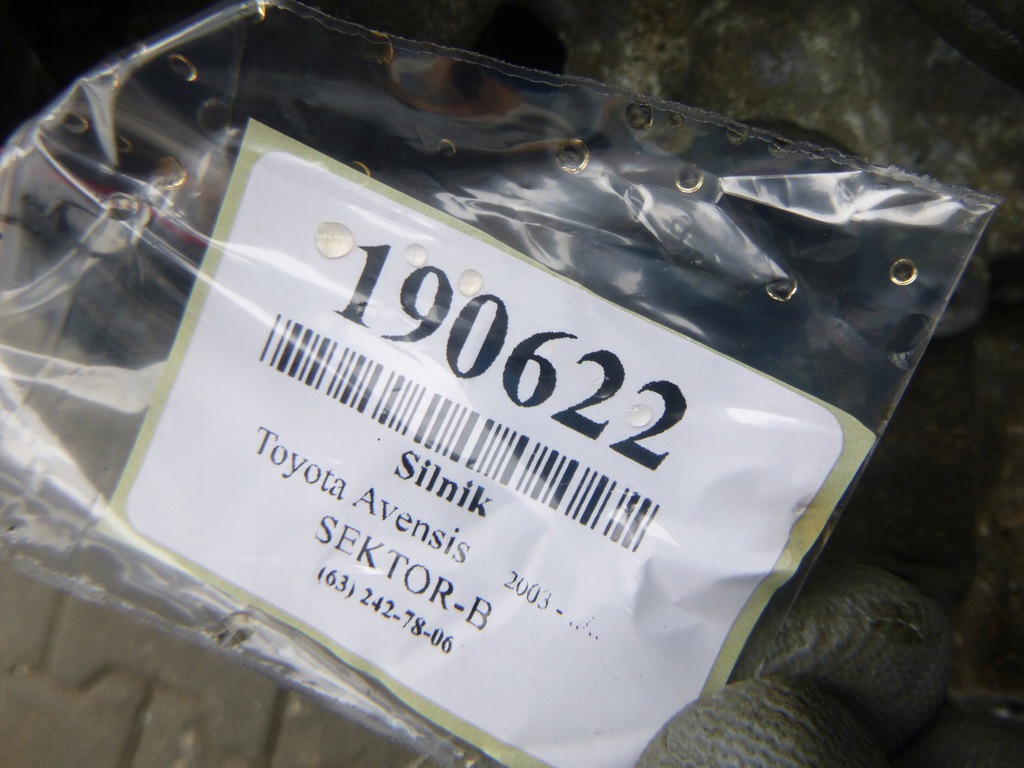 190622
Silnik
Toyota Avensis 2003 -
SEKTOR-B
(63) 242-78-06